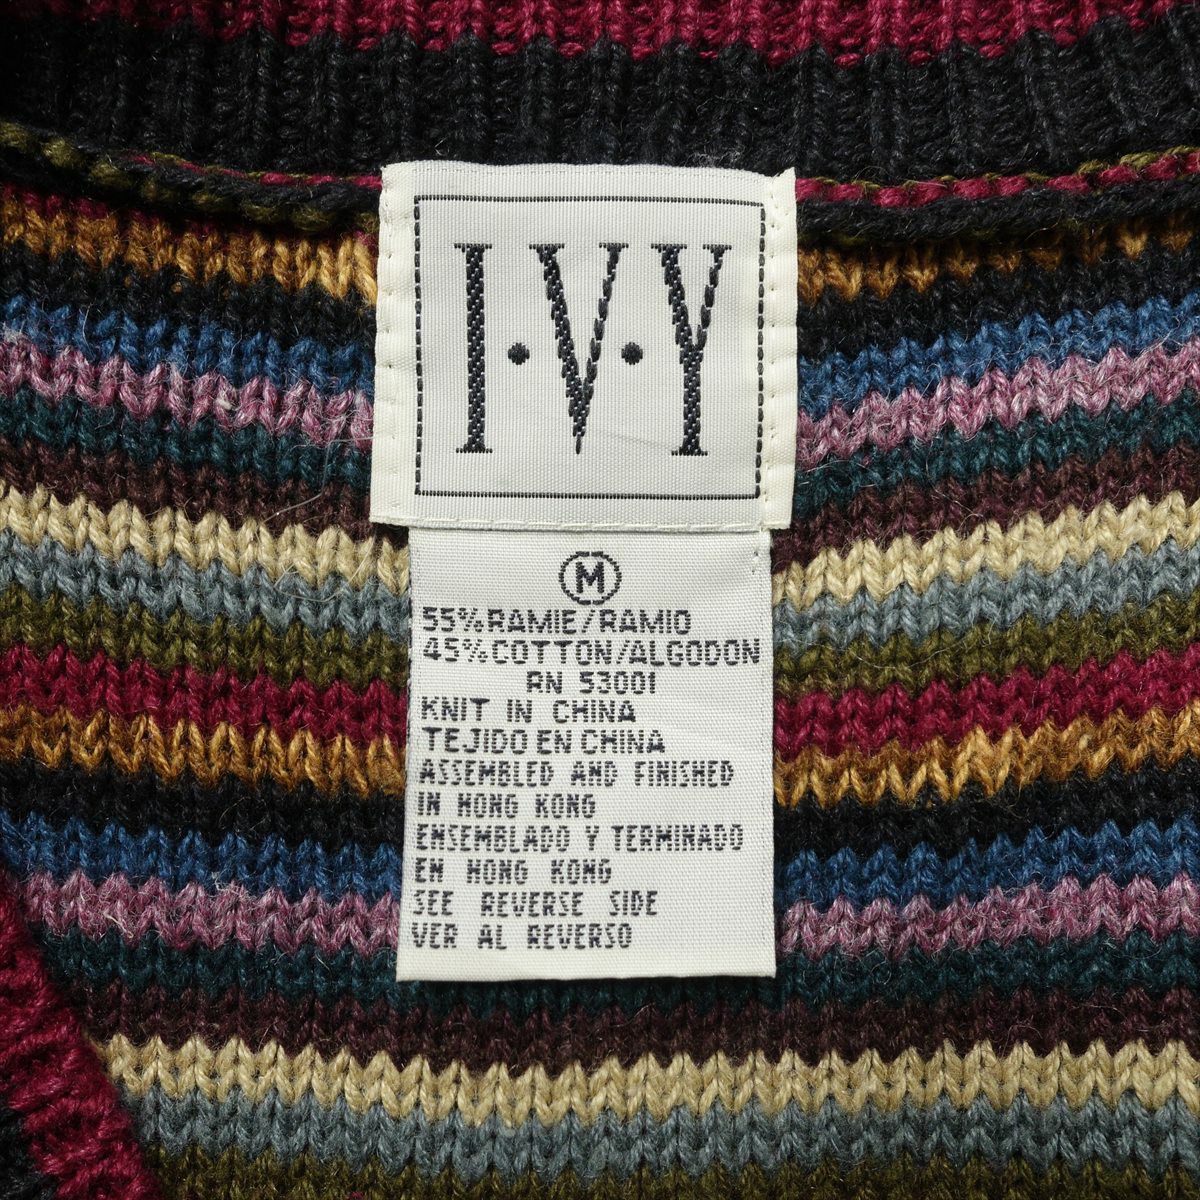 I·V·Y
M
55% RAMIE/RAMIO
45% COTTON/ALGODON
RN 53001
KNIT IN CHINA
TEJIDO EN CHINA
ASSEMBLED AND FINISHED
IN HONG KONG
ENSEMBLADO Y TERMINADO
EN HONG KONG
SEE REVERSE SIDE
VER AL REVERSO